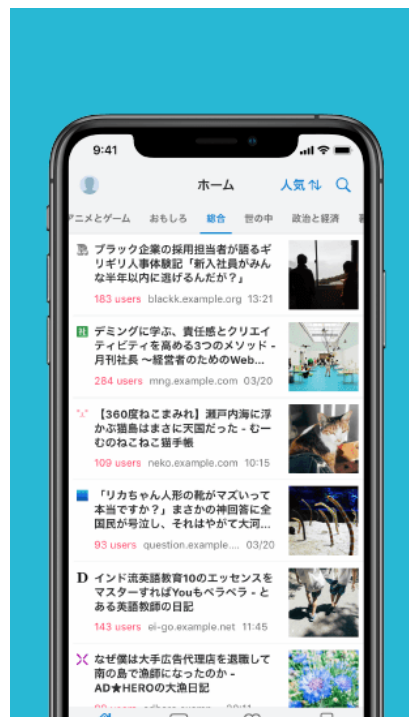 9:41
ホーム
人気
アニメとゲーム おもしろ 総合 世の中 政治と経済
ブラック企業の採用担当者が語るギ
リギリ人事体験記「新入社員がみん
な半年以内に逃げるんだが？」
183 users blackk.example.org 13:21
デミングに学ぶ、責任感とクリエイ
ティビティを高める3つのメソッド -
月刊社長 〜経営者のためのWeb...
284 users mng.example.com 03/20
【360度ねこまみれ】瀬戸内海に浮
かぶ猫島はまさに天国だった - むー
むのねこねこ猫手帳
109 users neko.example.com 10:15
「リカちゃん人形の靴がマズいって
本当ですか？」まさかの神回答に全
国民が号泣し、それはやがて大河...
93 users question.example.... 03/20
D インド流英語教育10のエッセンスを
マスターすればYouもペラペラ - と
ある英語教師の日記
143 users ei-go.example.net 11:45
なぜ僕は大手広告代理店を退職して
南の島で漁師になったのか -
AD★HEROの大漁日記